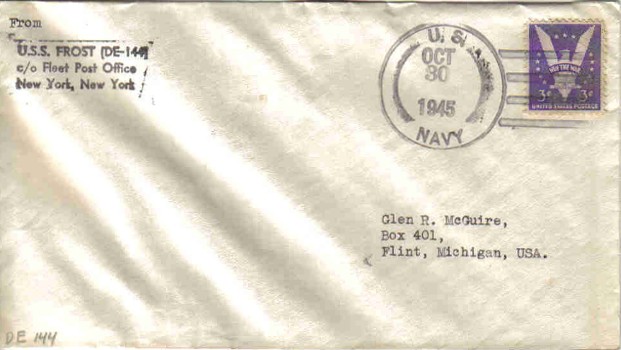 From
U.S.S. FROST (DE-144)
c/o Fleet Post Office
New York, New York
U. S.
OCT
30
1945
NAVY
WIN THE WAR
3¢ 3¢
UNITED STATES POSTAGE
Glen R. McGuire,
Box 401,
Flint, Michigan, USA.
DE 144